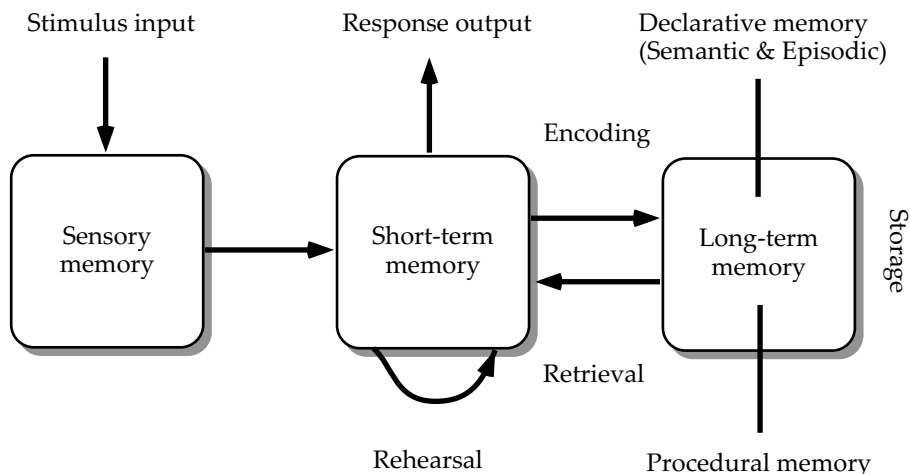 Stimulus input
Response output
Declarative memory
(Semantic & Episodic)
Encoding
Sensory
memory
Short-term
memory
Long-term
memory
Storage
Retrieval
Rehearsal
Procedural memory